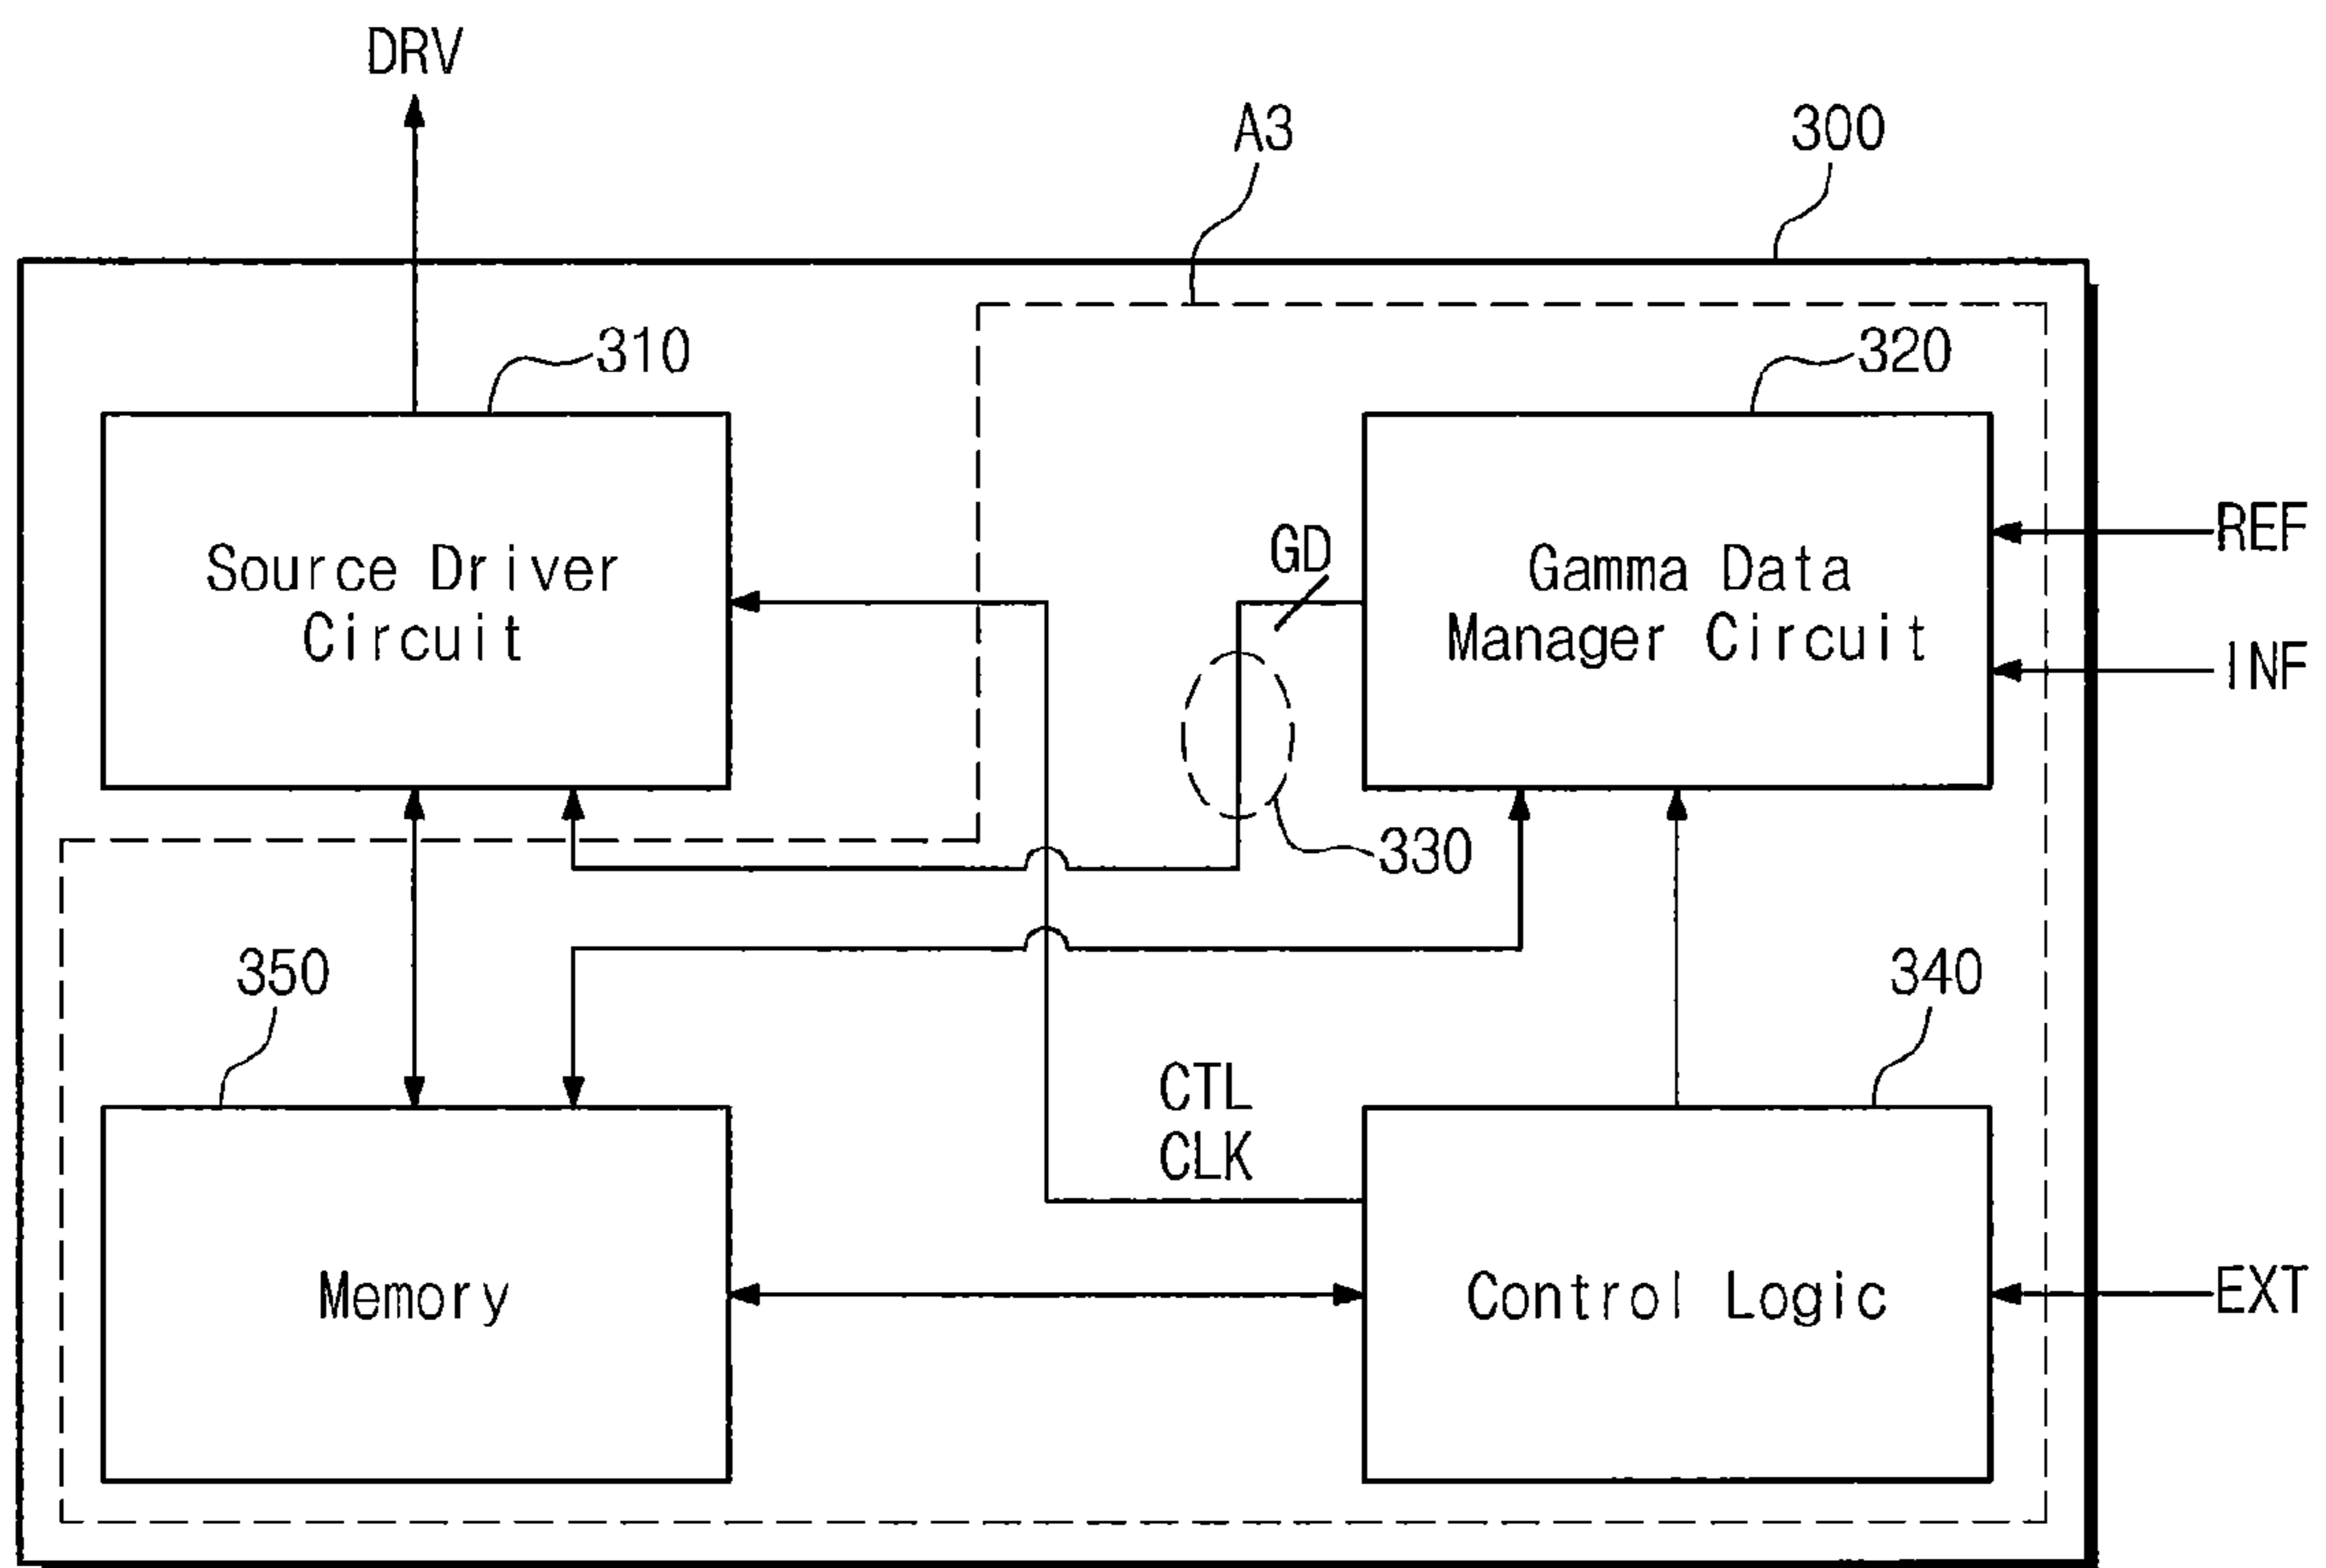 DRV
A3
300
310
320
Source Driver
Circuit
GD
Gamma Data
Manager Circuit
REF
INF
330
350
340
CTL
CLK
Memory
Control Logic
EXT